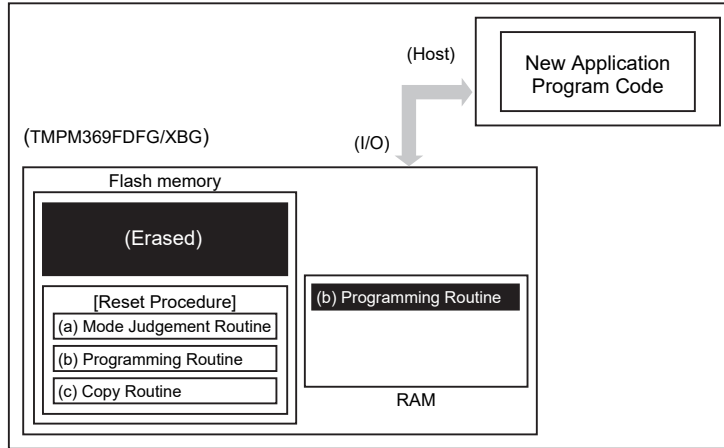 (Host)
New Application
Program Code
(TMPM369FDFG/XBG)
(I/O)
Flash memory
(Erased)
[Reset Procedure]
(a) Mode Judgement Routine
(b) Programming Routine
(c) Copy Routine
(b) Programming Routine
RAM